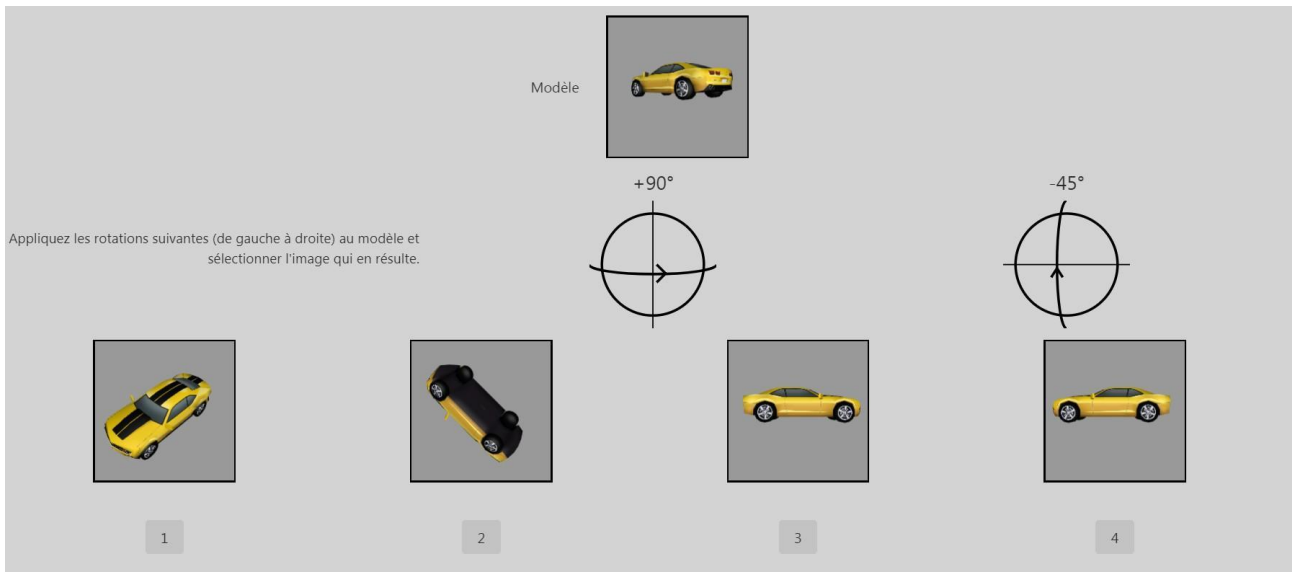 Modèle
+90°
-45°
Appliquez les rotations suivantes (de gauche à droite) au modèle et
sélectionner l'image qui en résulte.
1
2
3
4